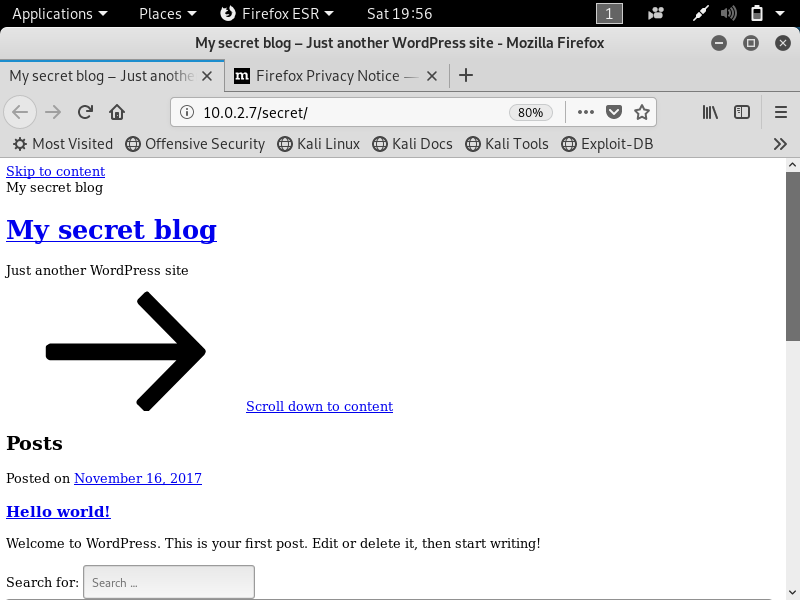 Applications Places Firefox ESR Sat 19:56 1
My secret blog – Just another WordPress site - Mozilla Firefox
My secret blog – Just anothe m Firefox Privacy Notice —
10.0.2.7/secret/ 80%
Most Visited Offensive Security Kali Linux Kali Docs Kali Tools Exploit-DB
Skip to content
My secret blog
My secret blog
Just another WordPress site
Scroll down to content
Posts
Posted on November 16, 2017
Hello world!
Welcome to WordPress. This is your first post. Edit or delete it, then start writing!
Search for: Search ...